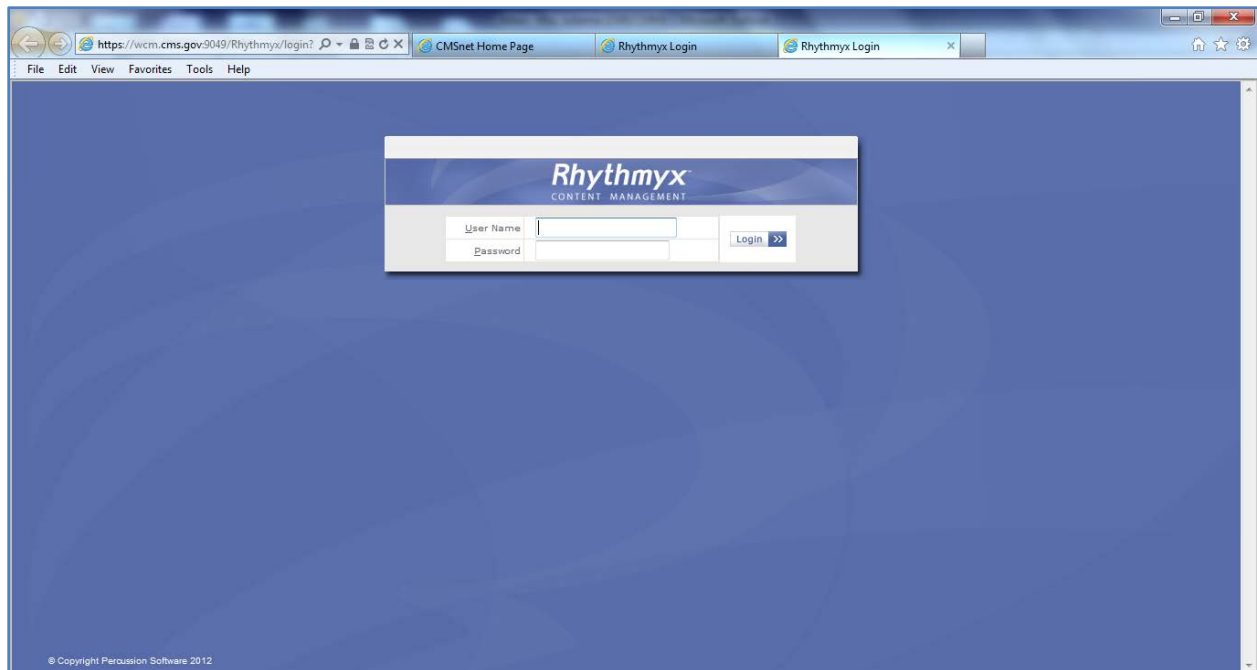 https://wcm.cms.gov:9049/Rhythmyx/login?
CMSnet Home Page
Rhythmyx Login
Rhythmyx Login
File Edit View Favorites Tools Help
Rhythmyx
CONTENT MANAGEMENT
User Name
Password
Login
© Copyright Percussion Software 2012